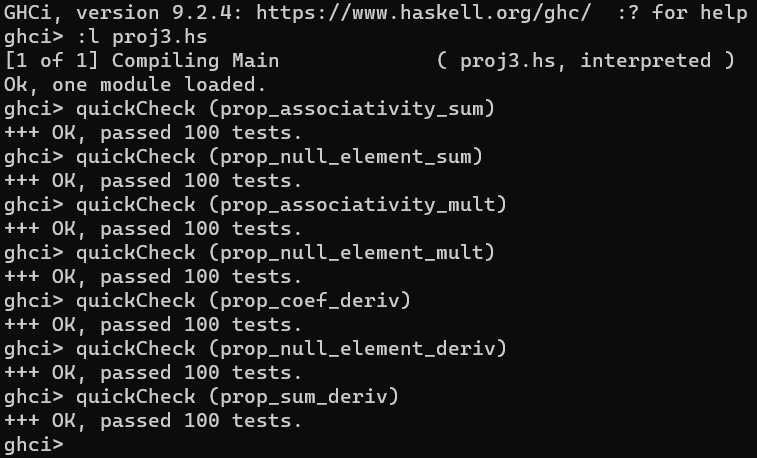 GHCi, version 9.2.4: https://www.haskell.org/ghc/  :? for help
ghci> :l proj3.hs
[1 of 1] Compiling Main             ( proj3.hs, interpreted )
Ok, one module loaded.
ghci> quickCheck (prop_associativity_sum)
+++ OK, passed 100 tests.
ghci> quickCheck (prop_null_element_sum)
+++ OK, passed 100 tests.
ghci> quickCheck (prop_associativity_mult)
+++ OK, passed 100 tests.
ghci> quickCheck (prop_null_element_mult)
+++ OK, passed 100 tests.
ghci> quickCheck (prop_coef_deriv)
+++ OK, passed 100 tests.
ghci> quickCheck (prop_null_element_deriv)
+++ OK, passed 100 tests.
ghci> quickCheck (prop_sum_deriv)
+++ OK, passed 100 tests.
ghci>